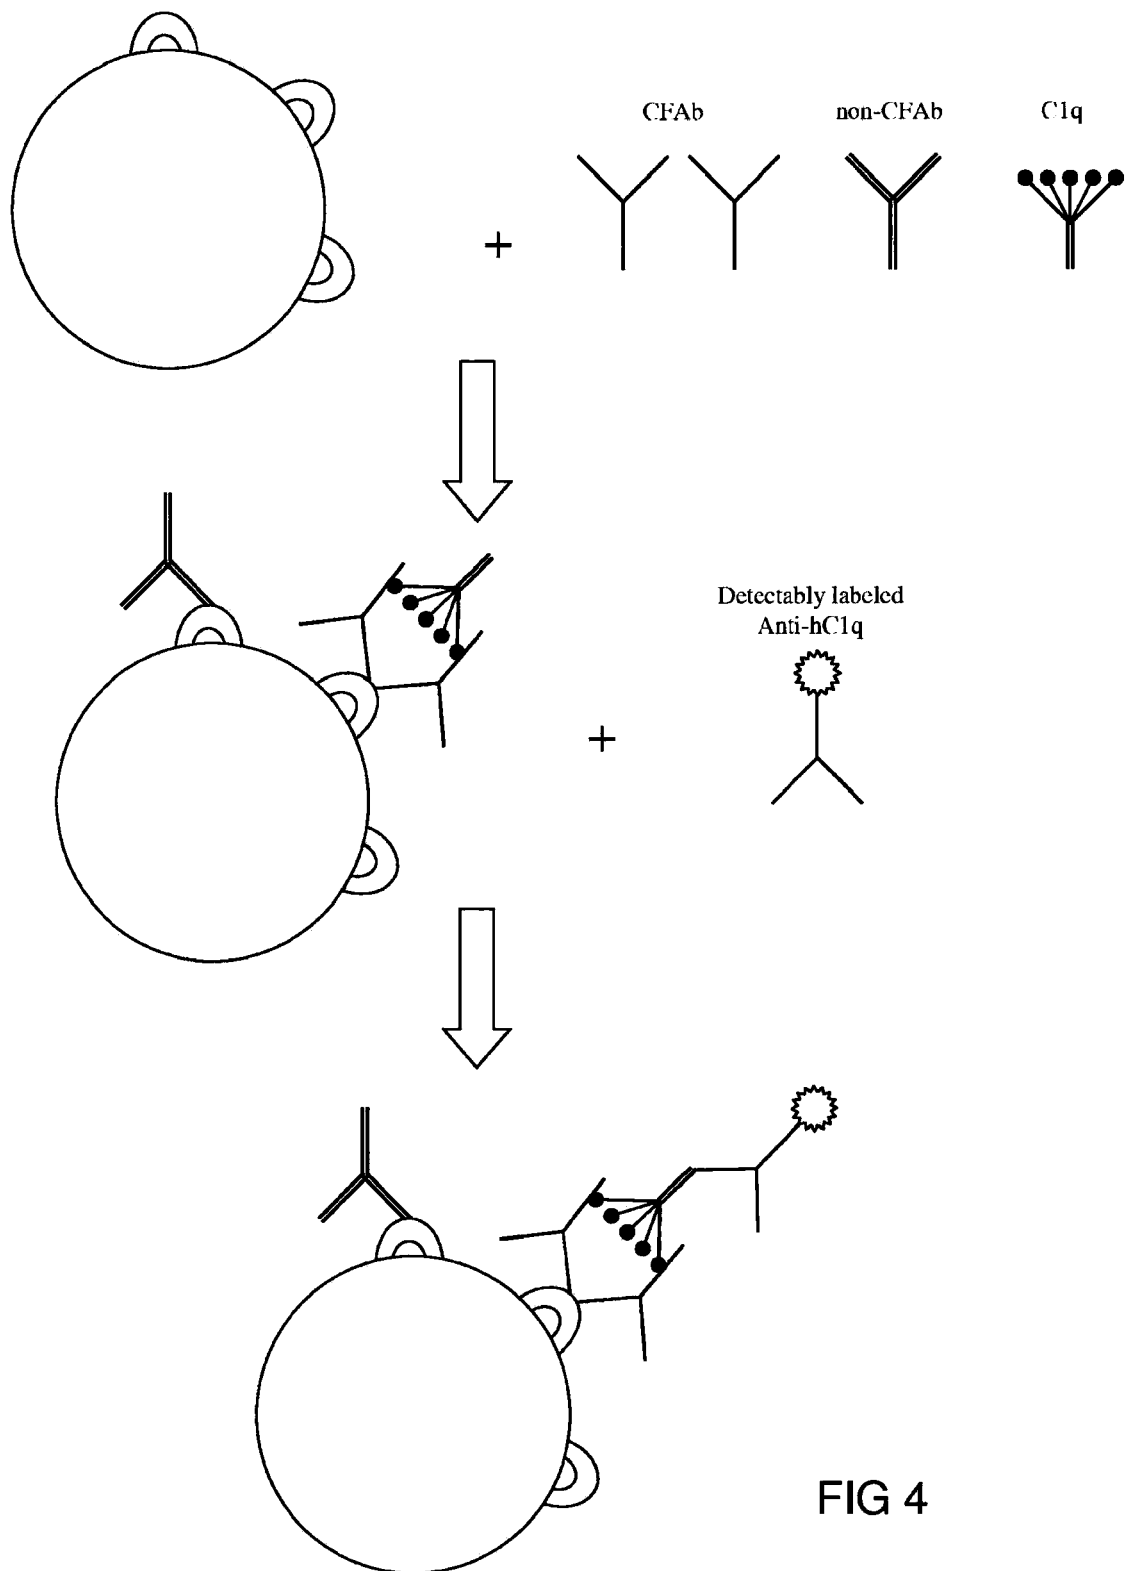 CFAb non-CFAb C1q
+
Detectably labeled
Anti-hC1q
+
FIG 4